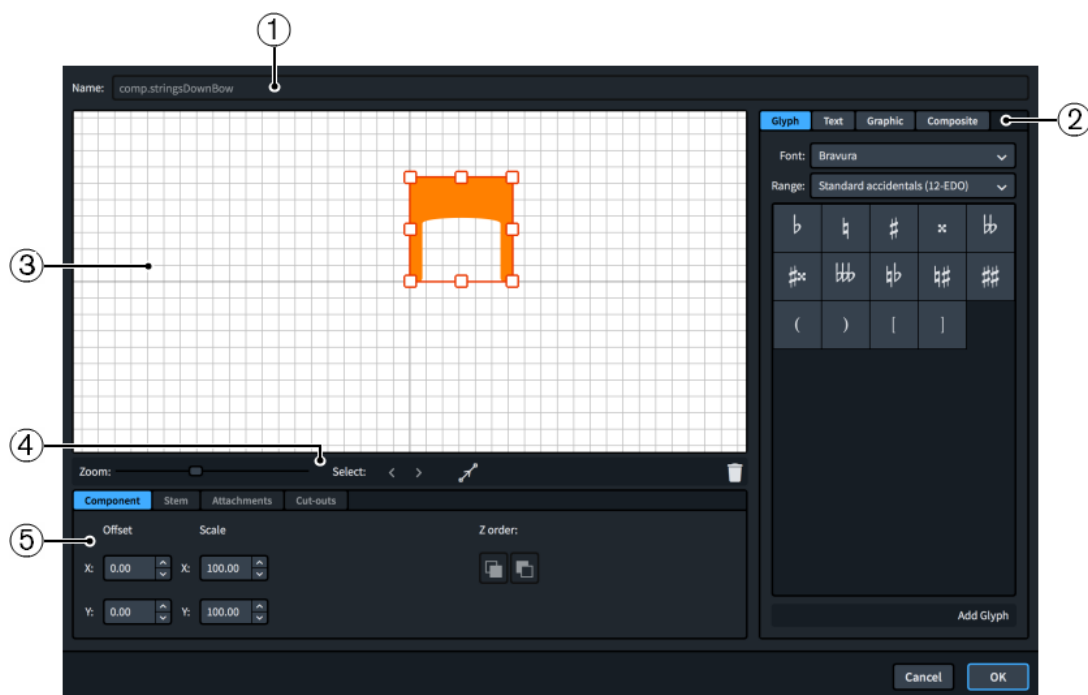 1
Name: comp.stringsDownBow
Glyph Text Graphic Composite
2
Font: Bravura
Range: Standard accidentals (12-EDO)
3
( ) [ ]
4
Zoom: Select: < >
Component Stem Attachments Cut-outs
Offset Scale Z order:
5
X: 0.00 X: 100.00
Y: 0.00 Y: 100.00
Add Glyph
Cancel OK